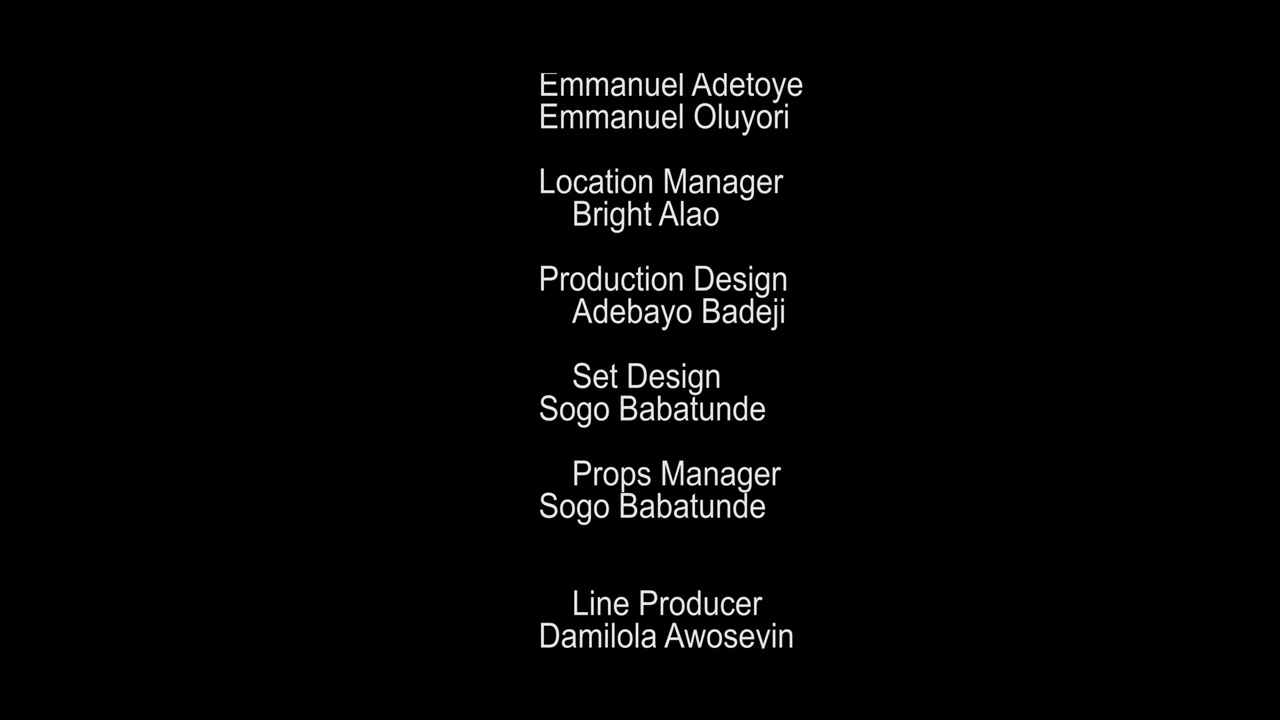 Emmanuel Adetoye
Emmanuel Oluyori
Location Manager
Bright Alao
Production Design
Adebayo Badeji
Set Design
Sogo Babatunde
Props Manager
Sogo Babatunde
Line Producer
Damilola Awoseyin